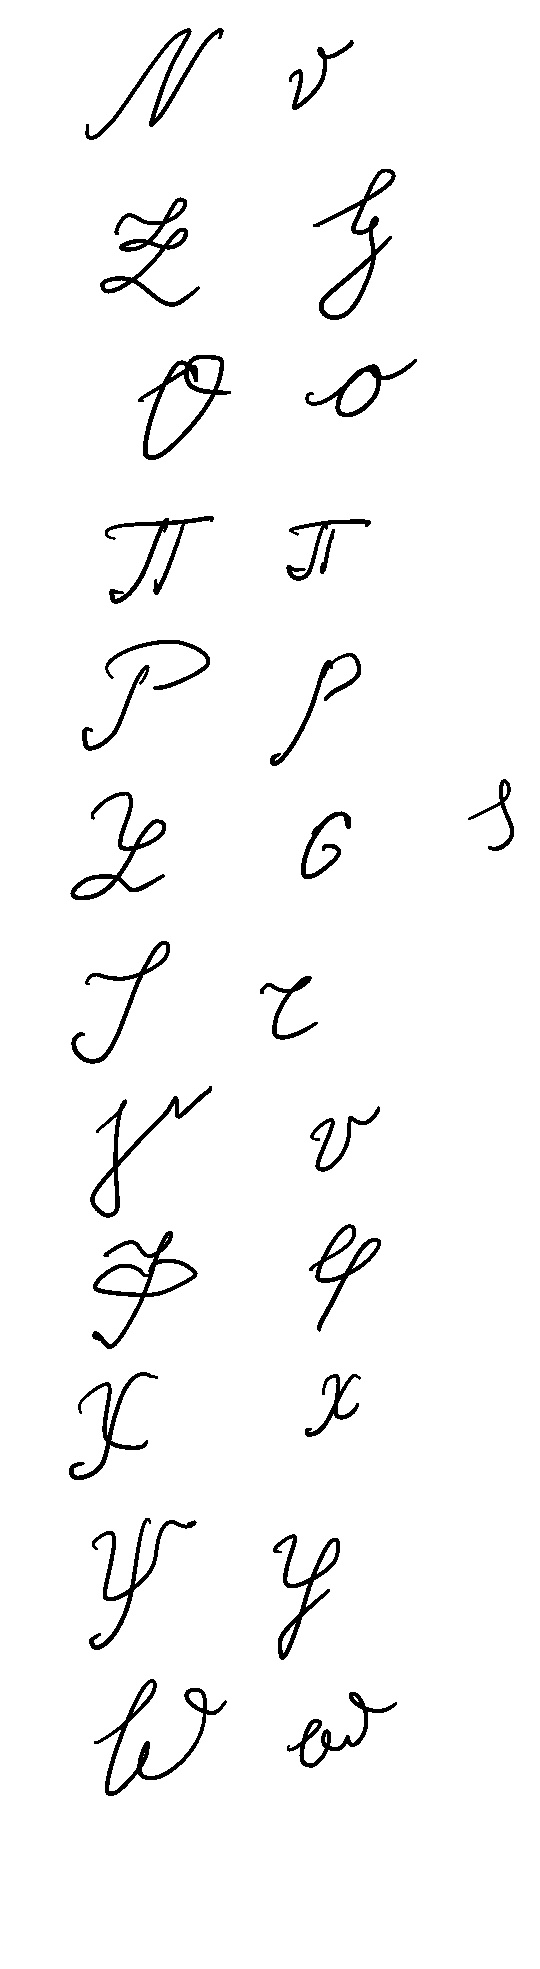 Ν ν
Ξ ξ
Ο ο
Π π
Ρ ρ
Σ σ ς
Τ τ
Υ υ
Φ φ
Χ χ
Ψ ψ
Ω ω